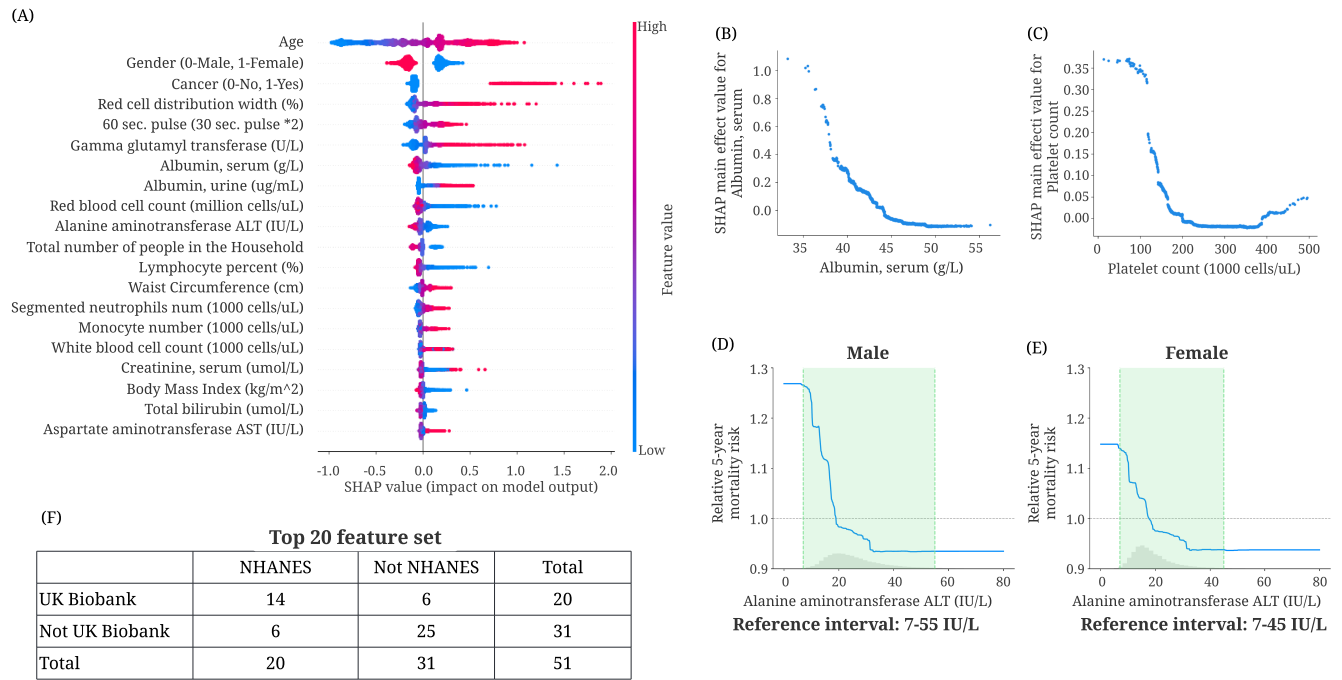 (A)
High
Age
Gender (0-Male, 1-Female)
Cancer (0-No, 1-Yes)
Red cell distribution width (%)
60 sec. pulse (30 sec. pulse *2)
Gamma glutamyl transferase (U/L)
Albumin, serum (g/L)
Albumin, urine (ug/mL)
Red blood cell count (million cells/uL)
Alanine aminotransferase ALT (IU/L)
Total number of people in the Household
Lymphocyte percent (%)
Waist Circumference (cm)
Segmented neutrophils num (1000 cells/uL)
Monocyte number (1000 cells/uL)
White blood cell count (1000 cells/uL)
Creatinine, serum (umol/L)
Body Mass Index (kg/m^2)
Total bilirubin (umol/L)
Aspartate aminotransferase AST (IU/L)
Low
Feature value
-1.0 -0.5 0.0 0.5 1.0 1.5 2.0
SHAP value (impact on model output)
(B)
SHAP main effect value for
Albumin, serum
1.0
0.8
0.6
0.4
0.2
0.0
35 40 45 50 55
Albumin, serum (g/L)
(C)
SHAP main effecti value for
Platelet count
0.35
0.30
0.25
0.20
0.15
0.10
0.05
0.00
0 100 200 300 400 500
Platelet count (1000 cells/uL)
(D)
Male
Relative 5-year
mortality risk
1.3
1.2
1.1
1.0
0.9
0 20 40 60 80
Alanine aminotransferase ALT (IU/L)
Reference interval: 7-55 IU/L
(E)
Female
Relative 5-year
mortality risk
1.3
1.2
1.1
1.0
0.9
0 20 40 60 80
Alanine aminotransferase ALT (IU/L)
Reference interval: 7-45 IU/L
(F)
Top 20 feature set
NHANES Not NHANES Total
UK Biobank 14 6 20
Not UK Biobank 6 25 31
Total 20 31 51